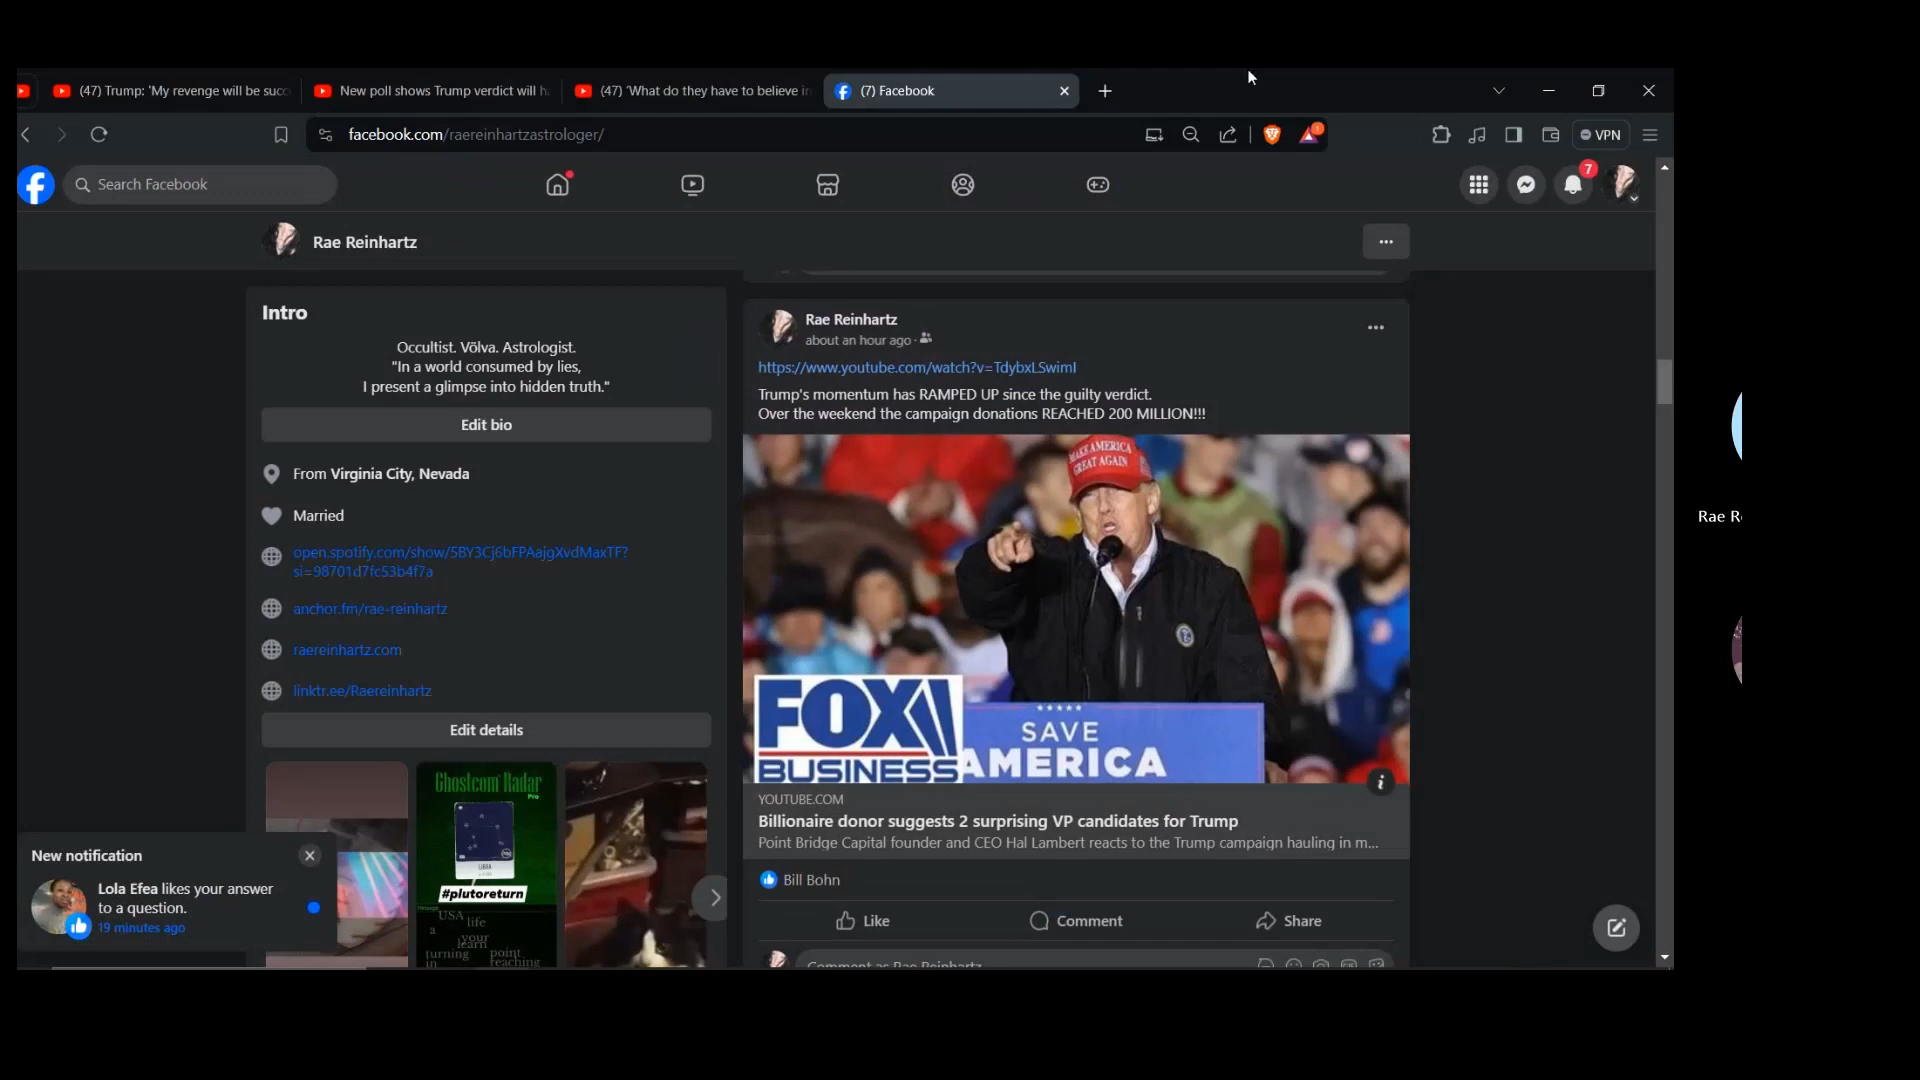 (47) Trump: 'My revenge will be succ
New poll shows Trump verdict will ha
(47) 'What do they have to believe in
(7) Facebook
facebook.com/raereinhartzastrologer/
VPN
Search Facebook
7
Rae Reinhartz
Intro
Occultist. Völva. Astrologist.
"In a world consumed by lies,
I present a glimpse into hidden truth."
Edit bio
From Virginia City, Nevada
Married
open.spotify.com/show/5BY3Cj6bFPAajgXvdMaxTF?
si=98701d7fc53b4f7a
anchor.fm/rae-reinhartz
raereinhartz.com
linktr.ee/Raereinhartz
Edit details
Ghostcom Radar
Pro
LIBRA
#plutoreturn
USA life
a your
learn
turning point
in reaching
New notification
Lola Efea likes your answer
to a question.
19 minutes ago
Rae Reinhartz
about an hour ago
https://www.youtube.com/watch?v=TdybxLSwimI
Trump's momentum has RAMPED UP since the guilty verdict.
Over the weekend the campaign donations REACHED 200 MILLION!!!
MAKE AMERICA
GREAT AGAIN
FOX
BUSINESS
SAVE
AMERICA
YOUTUBE.COM
Billionaire donor suggests 2 surprising VP candidates for Trump
Point Bridge Capital founder and CEO Hal Lambert reacts to the Trump campaign hauling in m...
Bill Bohn
Like
Comment
Share
Comment as Rae Reinhartz
Rae R